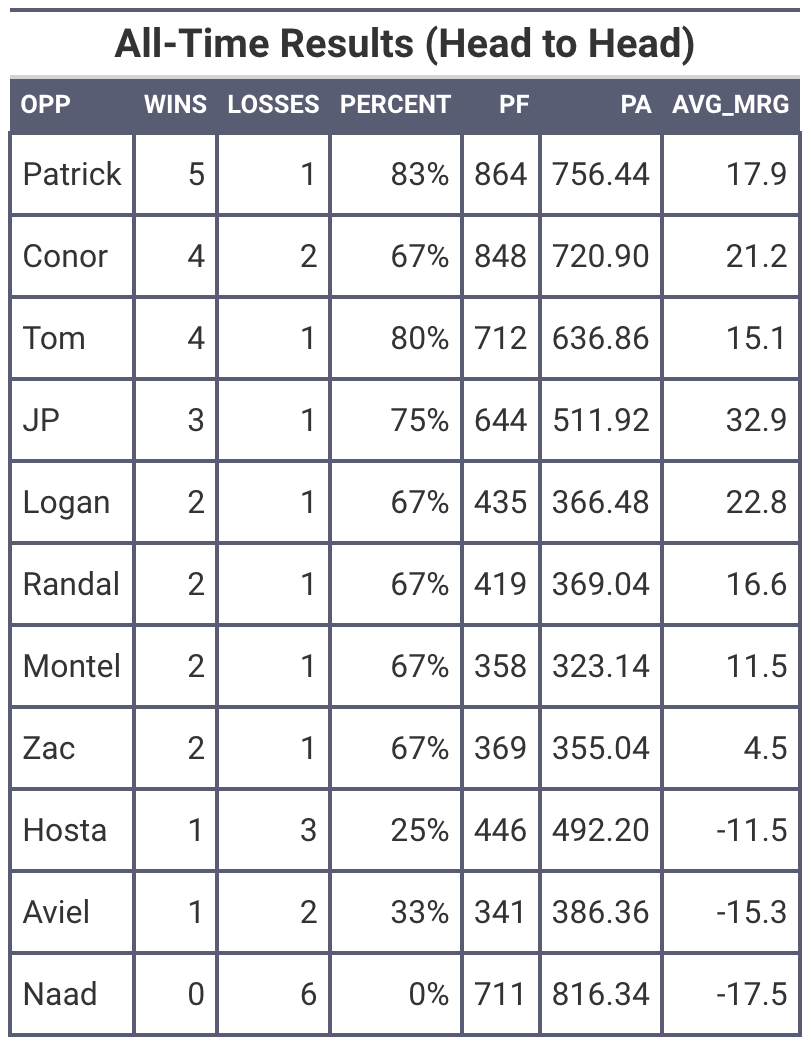 All-Time Results (Head to Head)
OPP WINS LOSSES PERCENT PF PA AVG_MRG
Patrick 5 1 83% 864 756.44 17.9
Conor 4 2 67% 848 720.90 21.2
Tom 4 1 80% 712 636.86 15.1
JP 3 1 75% 644 511.92 32.9
Logan 2 1 67% 435 366.48 22.8
Randal 2 1 67% 419 369.04 16.6
Montel 2 1 67% 358 323.14 11.5
Zac 2 1 67% 369 355.04 4.5
Hosta 1 3 25% 446 492.20 -11.5
Aviel 1 2 33% 341 386.36 -15.3
Naad 0 6 0% 711 816.34 -17.5